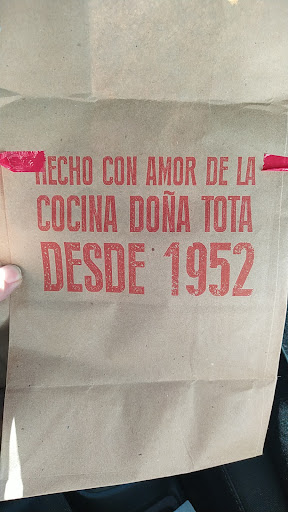 HECHO CON AMOR DE LA
COCINA DOÑA TOTA
DESDE 1952